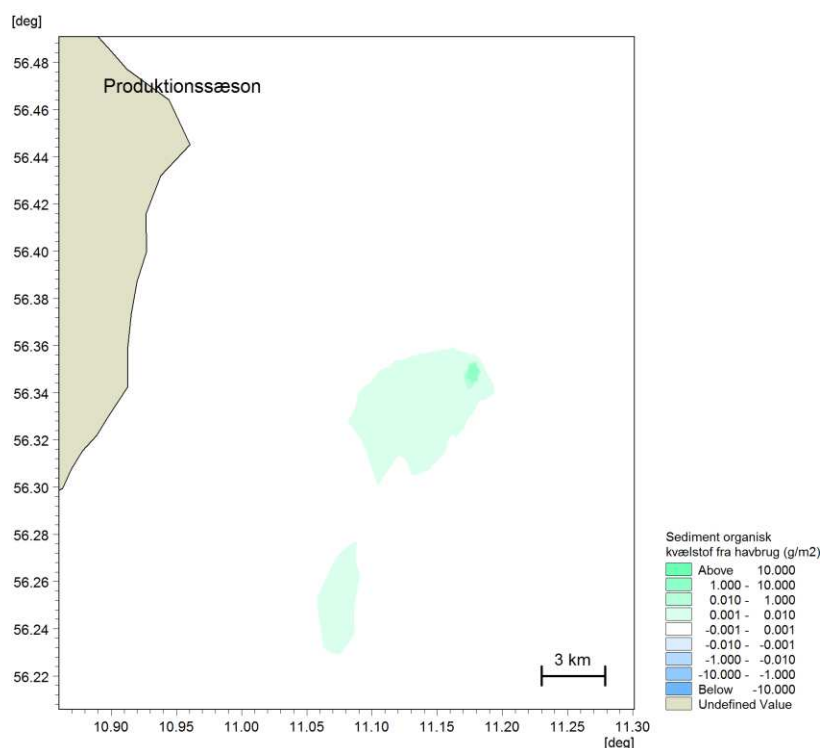 [deg]
56.48
Produktionssæson
56.46
56.44
56.42
56.40
56.38
56.36
56.34
56.32
56.30
56.28
56.26
56.24
56.22
3 km
10.90 10.95 11.00 11.05 11.10 11.15 11.20 11.25 11.30
[deg]
Sediment organisk
kvælstof fra havbrug (g/m2)
Above 10.000
1.000 - 10.000
0.010 - 1.000
0.001 - 0.010
-0.001 - 0.001
-0.010 - -0.001
-1.000 - -0.010
-10.000 - -1.000
Below -10.000
Undefined Value